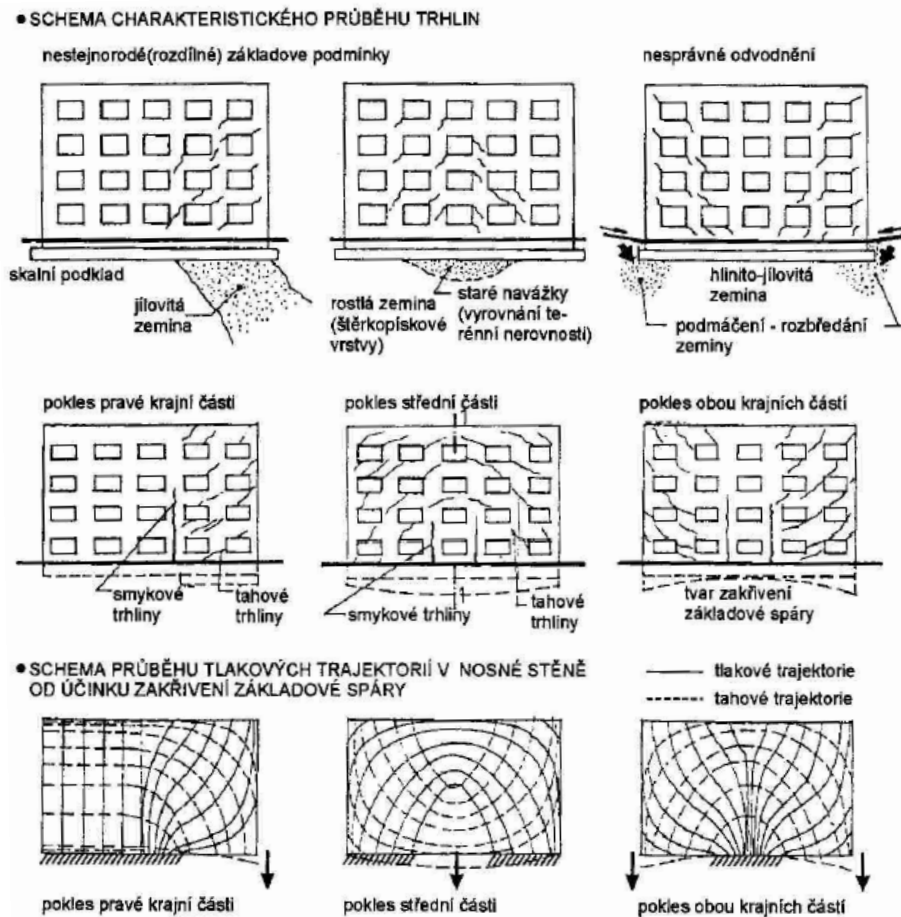 • SCHEMA CHARAKTERISTICKÉHO PRŮBĚHU TRHLIN
nestejnorodé(rozdílné) základove podmínky
nesprávné odvodnění
skalní podklad
jílovitá
zemina
rostlá zemina
(štěrkopískové
vrstvy)
staré navážky
(vyrovnání te-
rénní nerovnosti)
hlinito-jílovitá
zemina
podmáčení - rozbředání
zeminy
pokles pravé krajní části
pokles střední části
pokles obou krajních částí
smykové
trhliny
tahové
trhliny
smykové trhliny
tahové
trhliny
tvar zakřivení
základové spáry
• SCHEMA PRŮBĚHU TLAKOVÝCH TRAJEKTORIÍ V NOSNÉ STĚNĚ
OD ÚČINKU ZAKŘIVENÍ ZÁKLADOVÉ SPÁRY
tlakové trajektorie
tahové trajektorie
pokles pravé krajní části
pokles střední části
pokles obou krajních částí